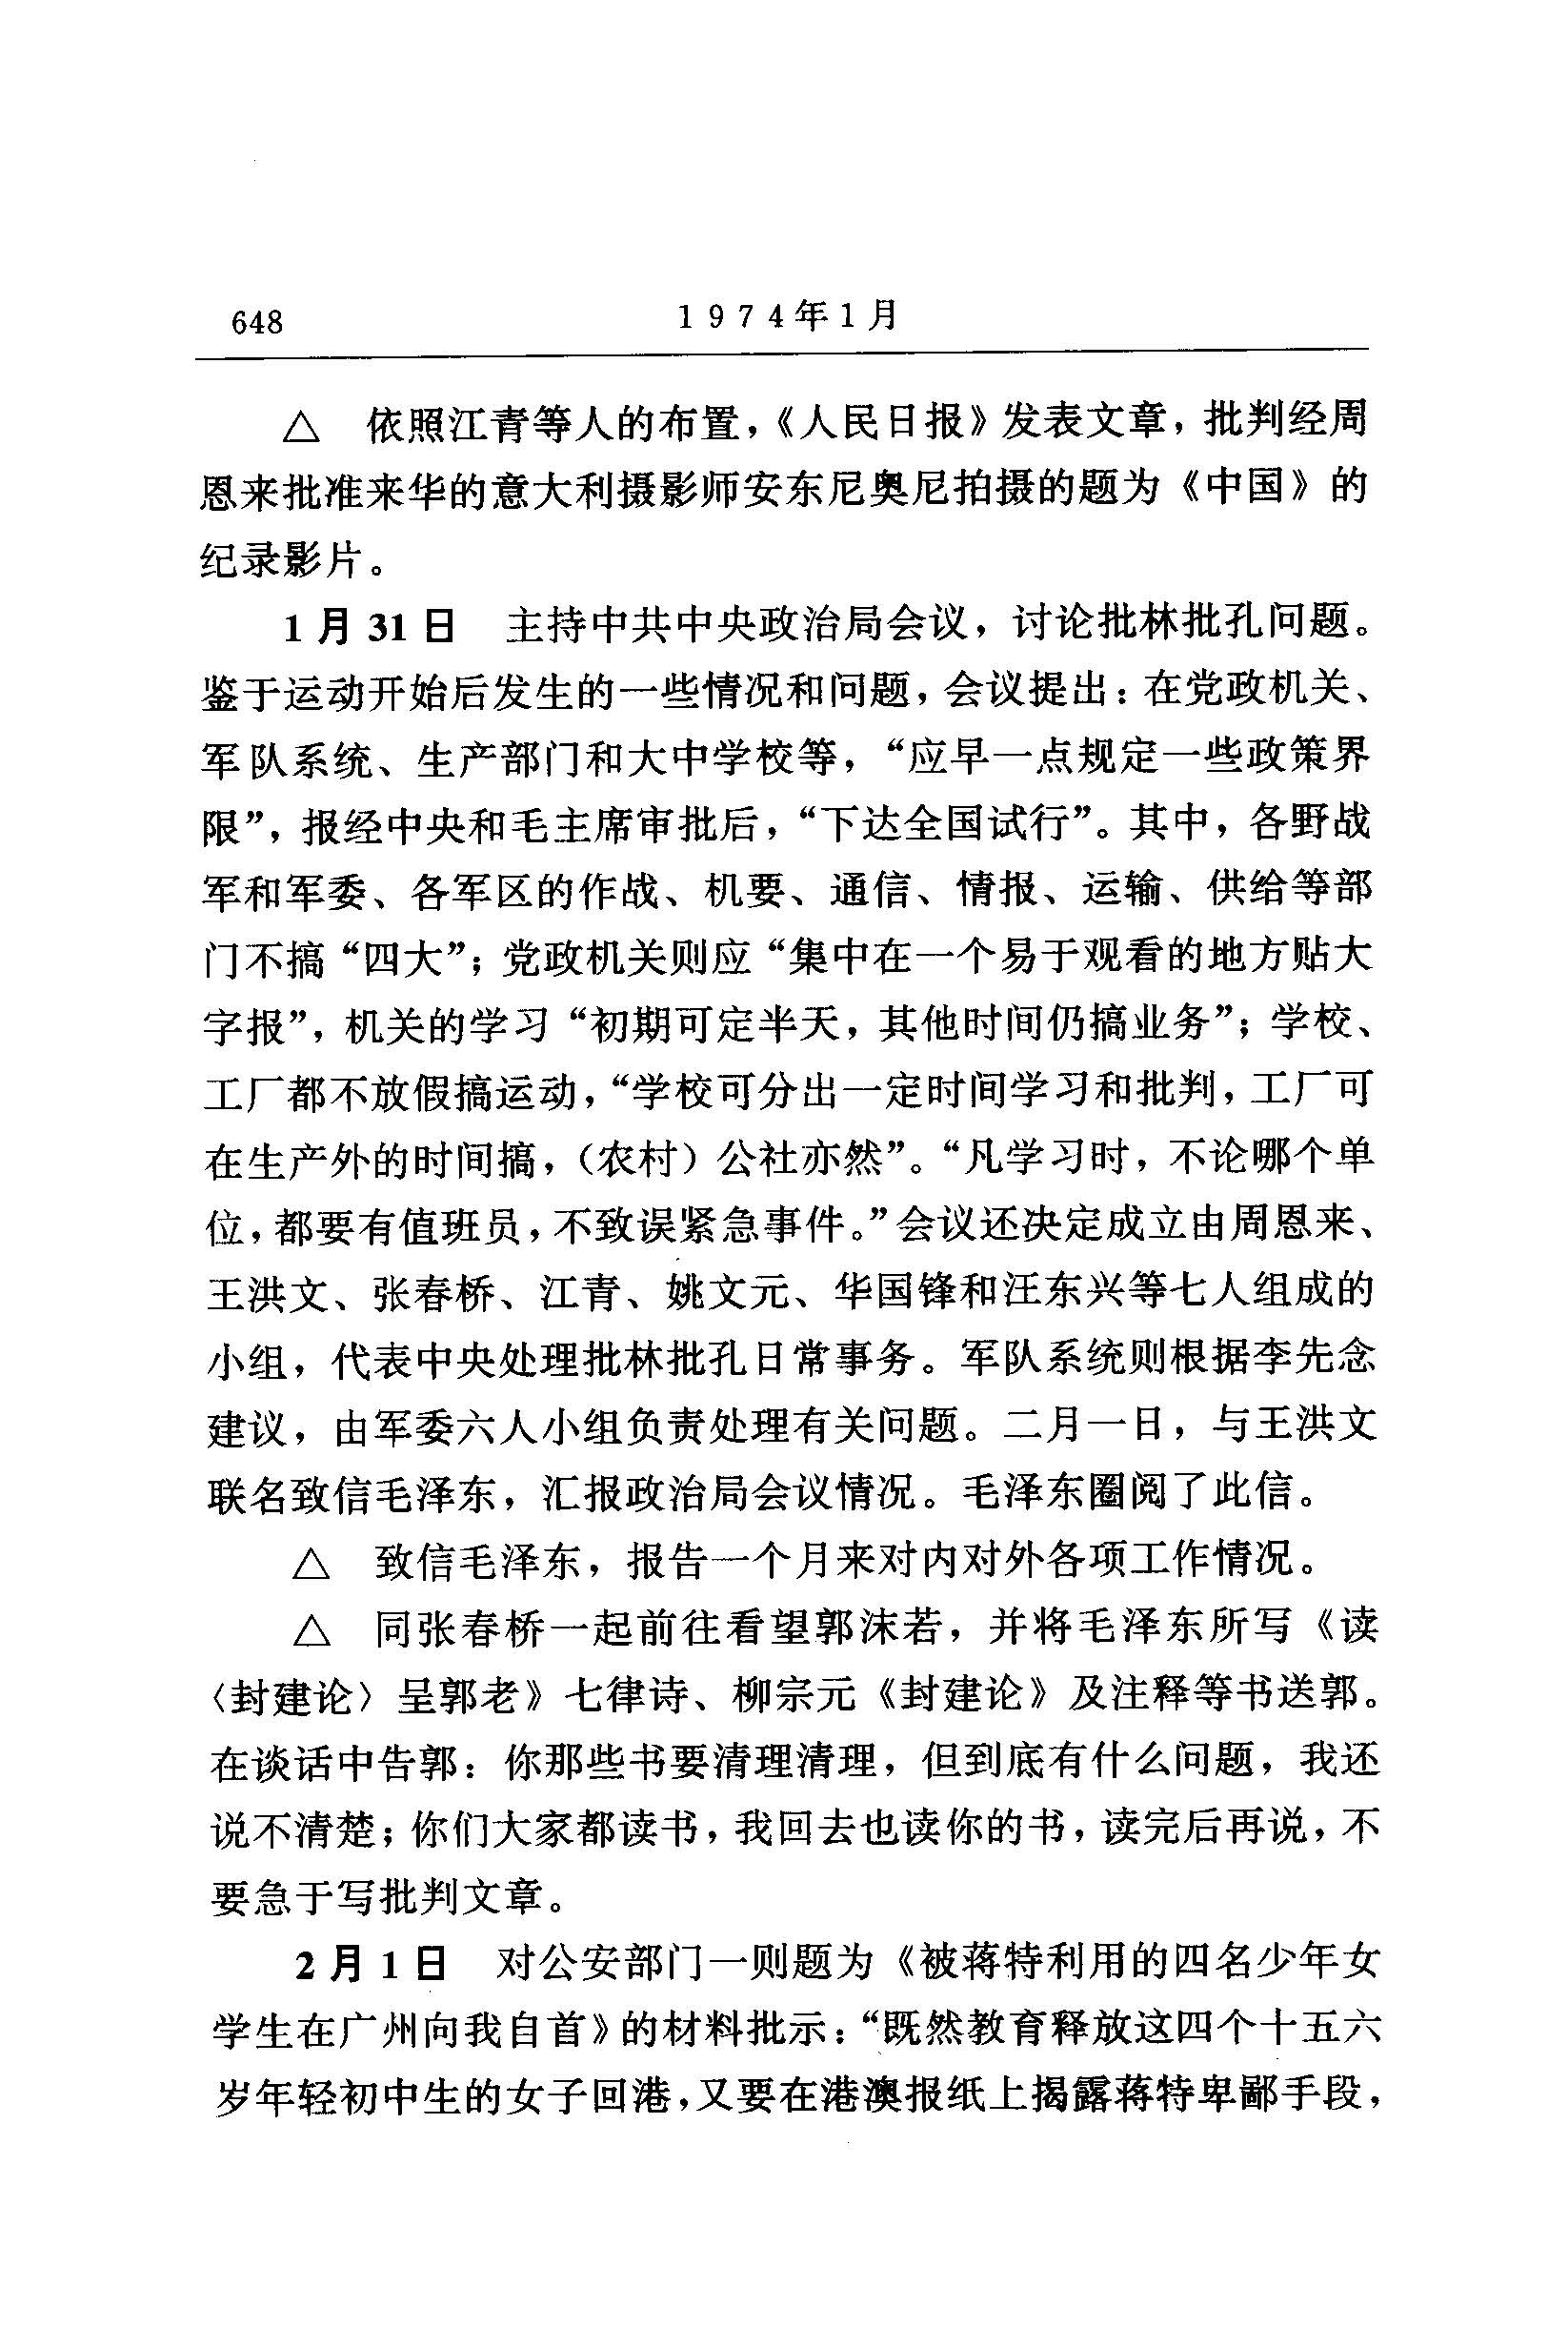 648
1974年1月
△ 依照江青等人的布置，《人民日报》发表文章，批判经周
恩来批准来华的意大利摄影师安东尼奥尼拍摄的题为《中国》的
纪录影片。
1月31日 主持中共中央政治局会议，讨论批林批孔问题。
鉴于运动开始后发生的一些情况和问题，会议提出：在党政机关、
军队系统、生产部门和大中学校等，“应早一点规定一些政策界
限”，报经中央和毛主席审批后，“下达全国试行”。其中，各野战
军和军委、各军区的作战、机要、通信、情报、运输、供给等部
门不搞“四大”；党政机关则应“集中在一个易于观看的地方贴大
字报”，机关的学习“初期可定半天，其他时间仍搞业务”；学校、
工厂都不放假搞运动，“学校可分出一定时间学习和批判，工厂可
在生产外的时间搞，（农村）公社亦然”。“凡学习时，不论哪个单
位，都要有值班员，不致误紧急事件。”会议还决定成立由周恩来、
王洪文、张春桥、江青、姚文元、华国锋和汪东兴等七人组成的
小组，代表中央处理批林批孔日常事务。军队系统则根据李先念
建议，由军委六人小组负责处理有关问题。二月一日，与王洪文
联名致信毛泽东，汇报政治局会议情况。毛泽东圈阅了此信。
△ 致信毛泽东，报告一个月来对内对外各项工作情况。
△ 同张春桥一起前往看望郭沫若，并将毛泽东所写《读
〈封建论〉呈郭老》七律诗、柳宗元《封建论》及注释等书送郭。
在谈话中告郭：你那些书要清理清理，但到底有什么问题，我还
说不清楚；你们大家都读书，我回去也读你的书，读完后再说，不
要急于写批判文章。
2月1日 对公安部门一则题为《被蒋特利用的四名少年女
学生在广州向我自首》的材料批示：“既然教育释放这四个十五六
岁年轻初中生的女子回港，又要在港澳报纸上揭露蒋特卑鄙手段，